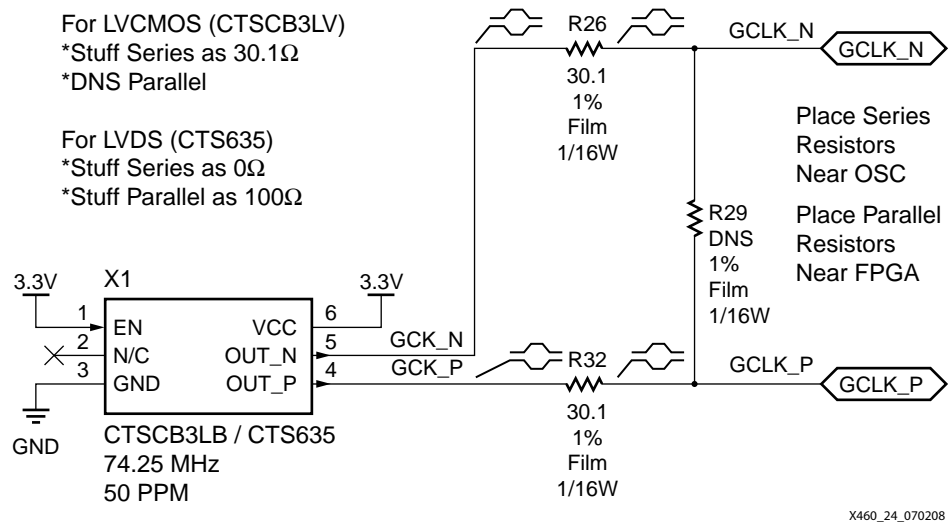 For LVCMOS (CTSCB3LV)
*Stuff Series as 30.1Ω
*DNS Parallel
For LVDS (CTS635)
*Stuff Series as 0Ω
*Stuff Parallel as 100Ω
R26
30.1
1%
Film
1/16W
GCLK_N
GCLK_N
Place Series
Resistors
Near OSC
Place Parallel
Resistors
Near FPGA
R29
DNS
1%
Film
1/16W
3.3V
X1
3.3V
1
EN
VCC
6
2
N/C
OUT_N
5
GCK_N
3
GND
OUT_P
4
GCK_P
GND
CTSCB3LB / CTS635
74.25 MHz
50 PPM
R32
30.1
1%
Film
1/16W
GCLK_P
GCLK_P
X460_24_070208